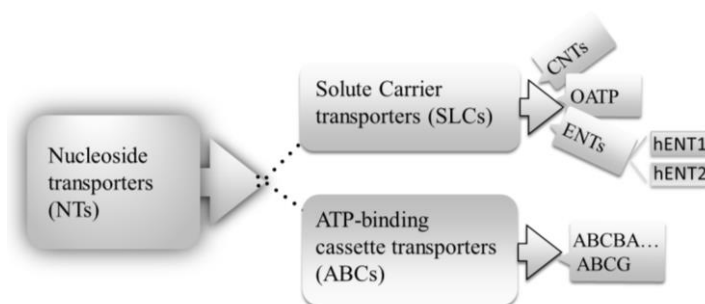 Nucleoside
transporters
(NTs)
Solute Carrier
transporters (SLCs)
CNTs
OATP
ENTs
hENT1
hENT2
ATP-binding
cassette transporters
(ABCs)
ABCBA...
ABCG